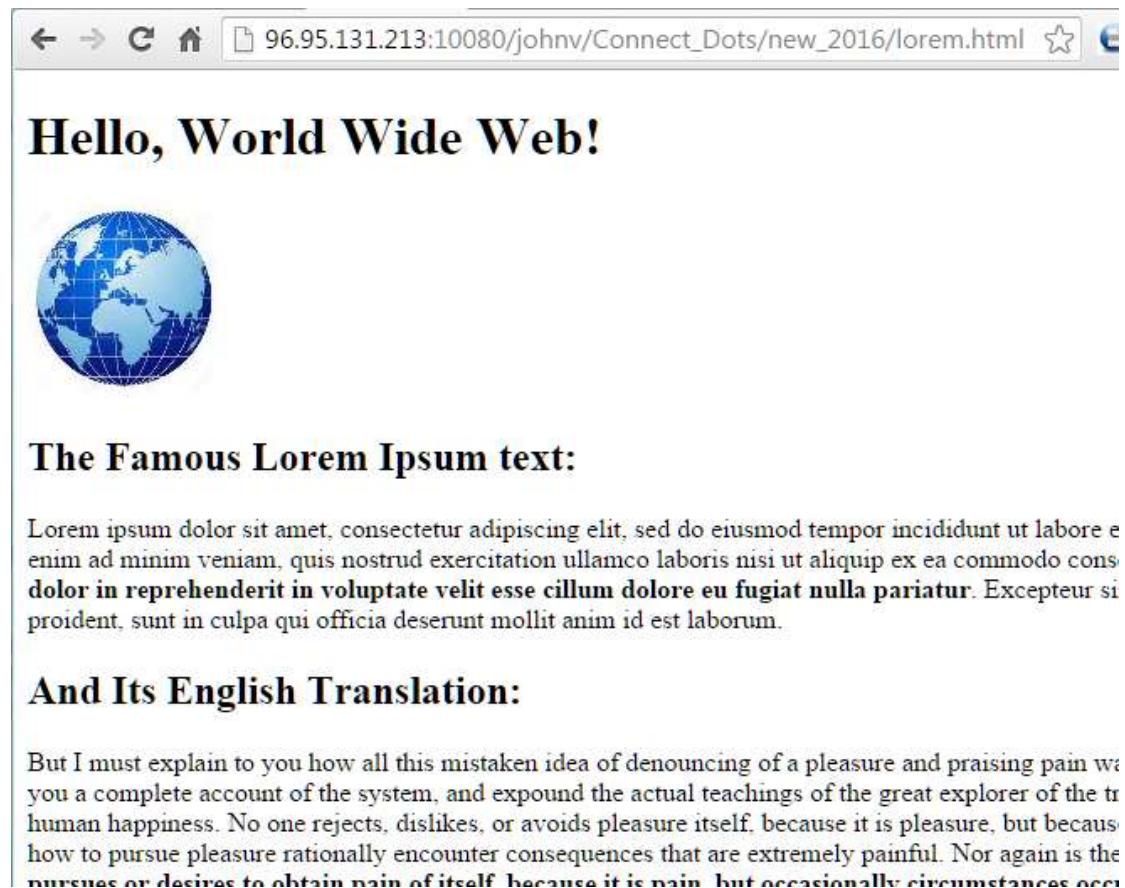 96.95.131.213:10080/johnv/Connect_Dots/new_2016/lorem.html
Hello, World Wide Web!
The Famous Lorem Ipsum text:
Lorem ipsum dolor sit amet, consectetur adipiscing elit, sed do eiusmod tempor incididunt ut labore
enim ad minim veniam, quis nostrud exercitation ullamco laboris nisi ut aliquip ex ea commodo
dolor in reprehenderit in voluptate velit esse cillum dolore eu fugiat nulla pariatur. Excepteur
proident, sunt in culpa qui officia deserunt mollit anim id est laborum.
And Its English Translation:
But I must explain to you how all this mistaken idea of denouncing of a pleasure and praising pain
you a complete account of the system, and expound the actual teachings of the great explorer of the
human happiness. No one rejects, dislikes, or avoids pleasure itself, because it is pleasure, but
how to pursue pleasure rationally encounter consequences that are extremely painful. Nor again is the
pursues or desires to obtain pain of itself, because it is pain, but occasionally circumstances